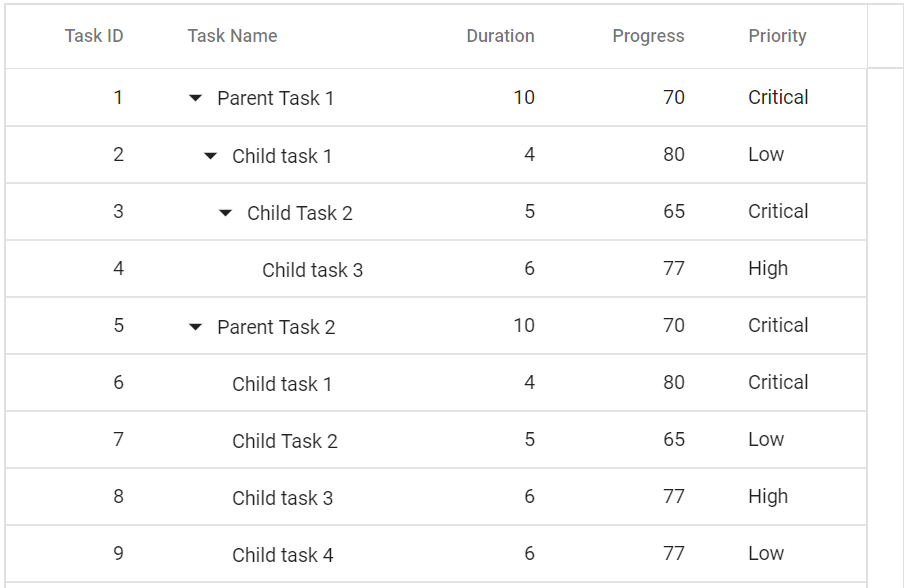 Task ID Task Name Duration Progress Priority
1 Parent Task 1 10 70 Critical
2 Child task 1 4 80 Low
3 Child Task 2 5 65 Critical
4 Child task 3 6 77 High
5 Parent Task 2 10 70 Critical
6 Child task 1 4 80 Critical
7 Child Task 2 5 65 Low
8 Child task 3 6 77 High
9 Child task 4 6 77 Low